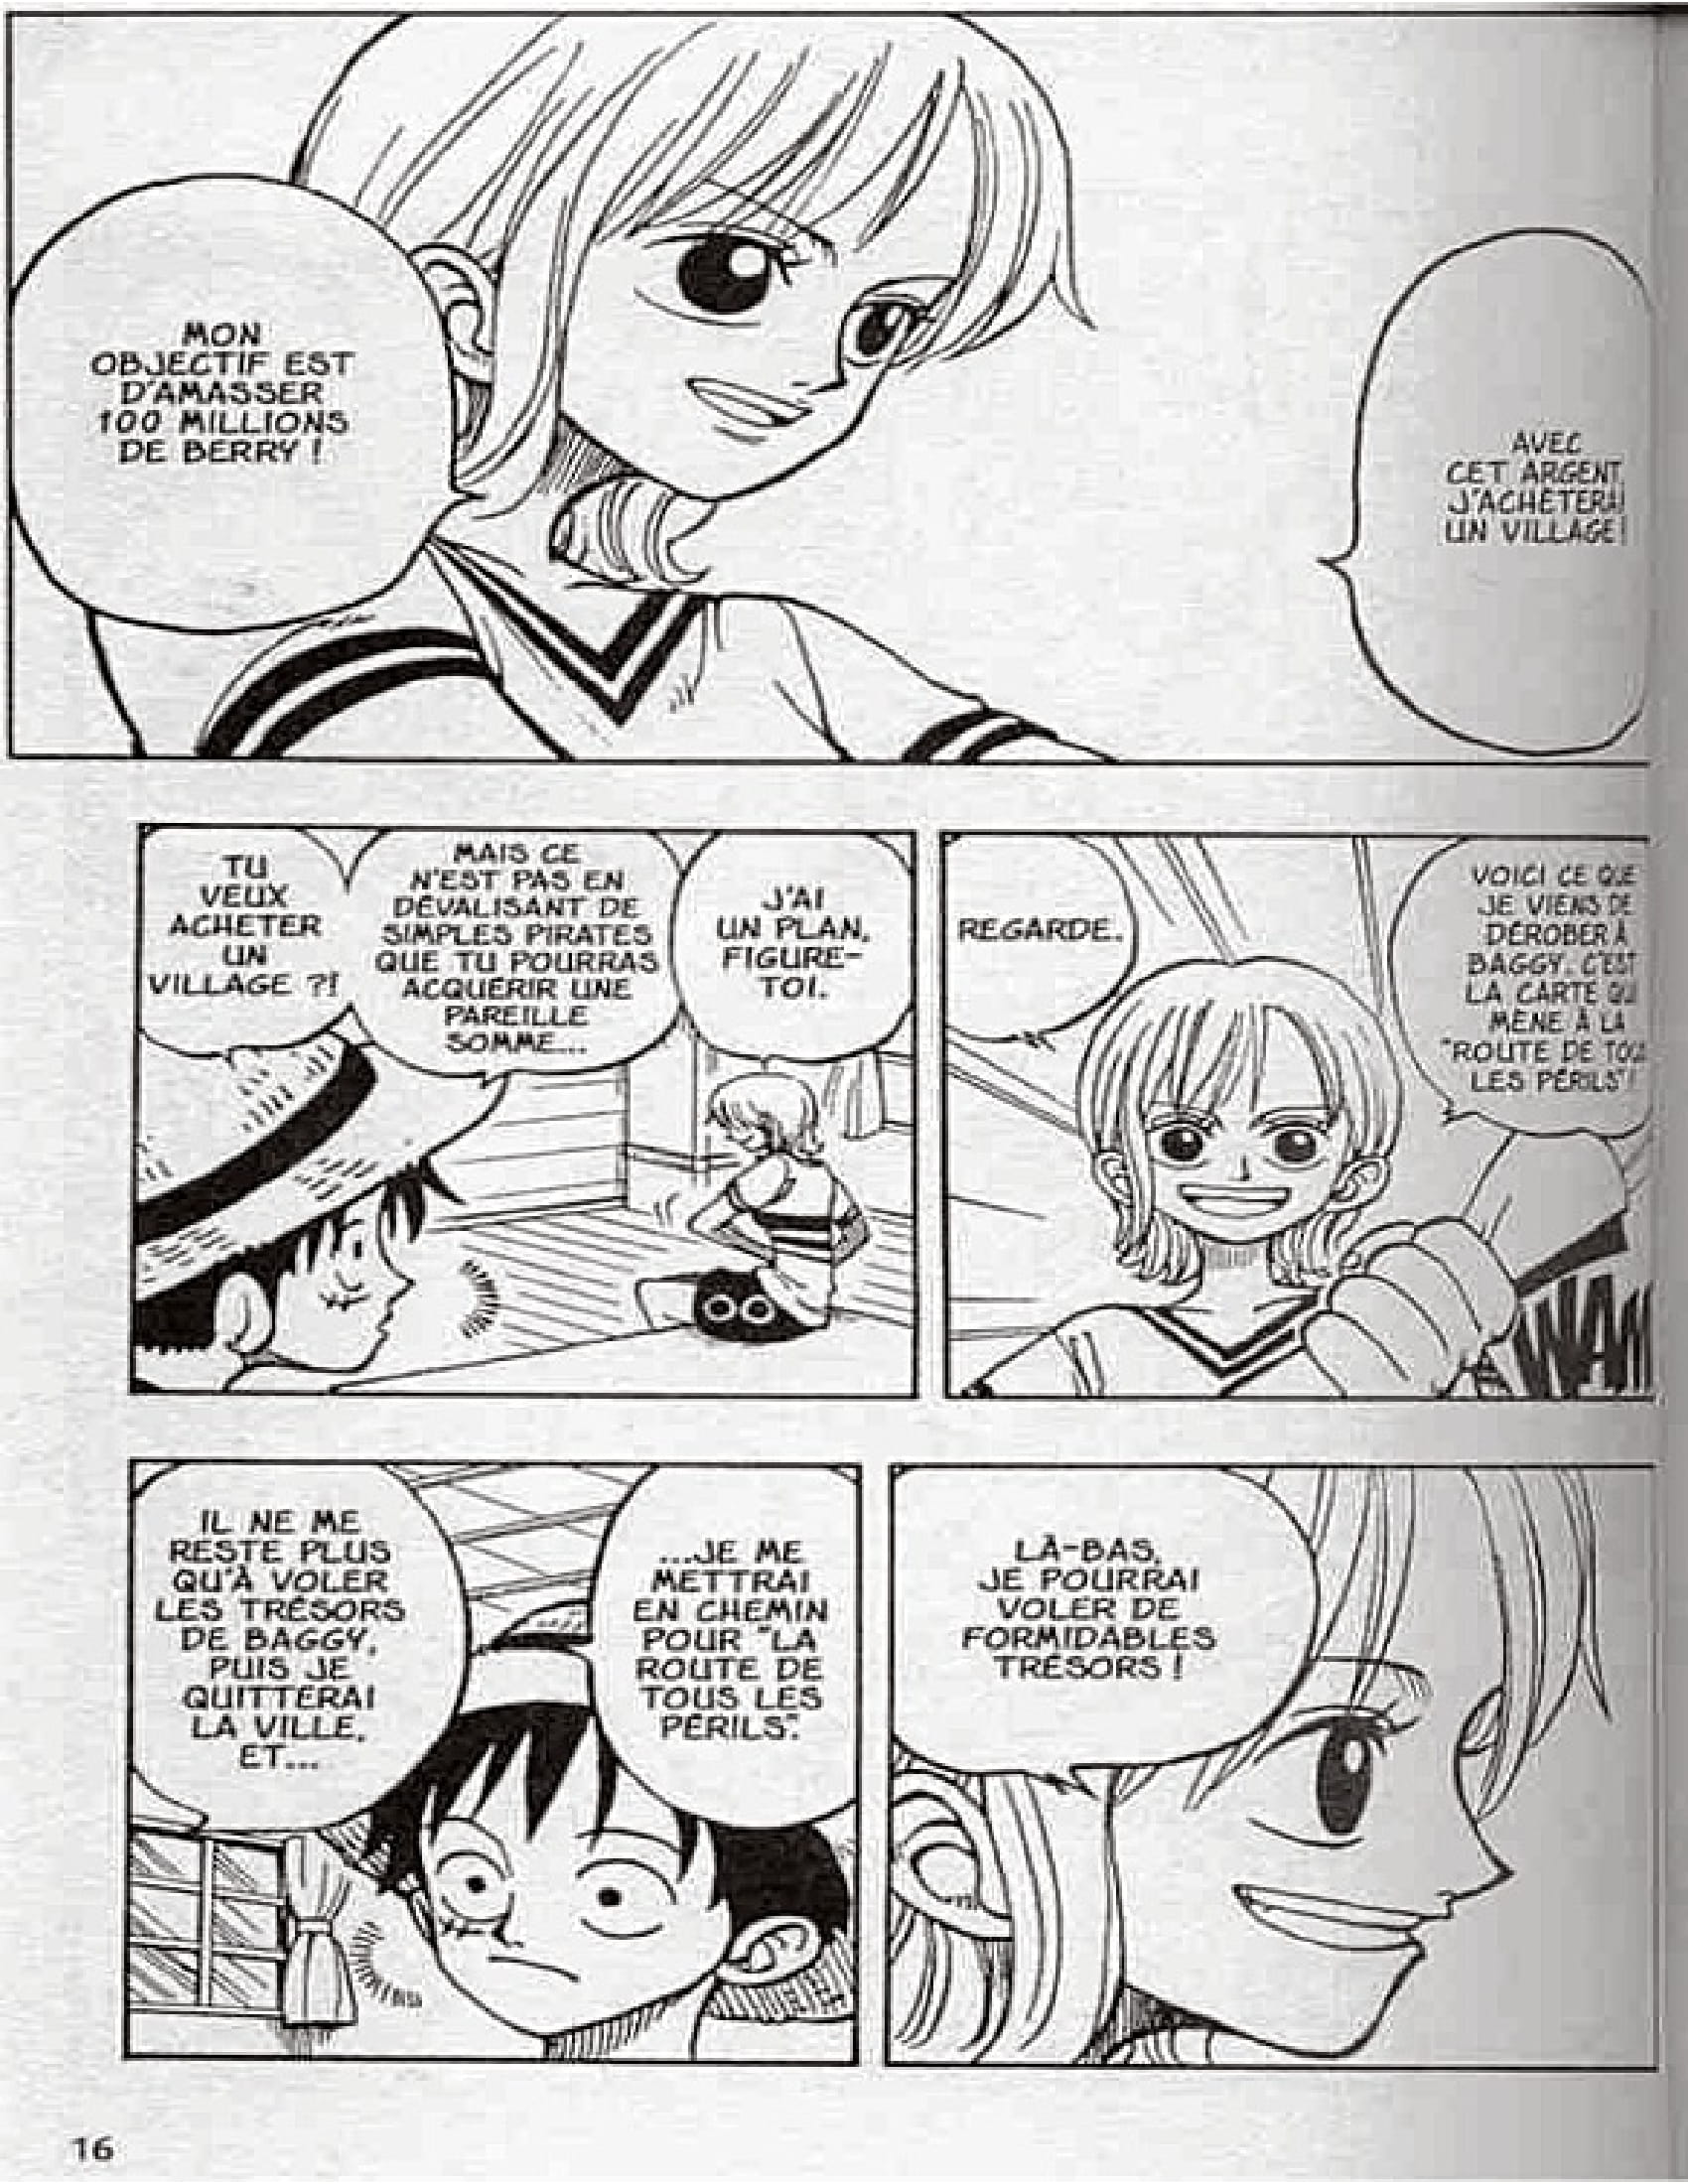 MON
OBJECTIF EST
D'AMASSER
100 MILLIONS
DE BERRY !
AVEC
CET ARGENT,
J'ACHÈTERAI
UN VILLAGE !
TU
VEUX
ACHETER
UN
VILLAGE ?!
MAIS CE
N'EST PAS EN
DÉVALISANT DE
SIMPLES PIRATES
QUE TU POURRAS
ACQUÉRIR UNE
PAREILLE
SOMME...
J'AI
UN PLAN,
FIGURE-
TOI.
REGARDE.
VOICI CE QUE
JE VIENS DE
DÉROBER À
BAGGY. C'EST
LA CARTE QUI
MÈNE À LA
"ROUTE DE TOUS
LES PÉRILS" !
IL NE ME
RESTE PLUS
QU'À VOLER
LES TRÉSORS
DE BAGGY,
PUIS JE
QUITTERAI
LA VILLE,
ET...
...JE ME
METTRAI
EN CHEMIN
POUR "LA
ROUTE DE
TOUS LES
PÉRILS".
LÀ-BAS,
JE POURRAI
VOLER DE
FORMIDABLES
TRÉSORS !
16